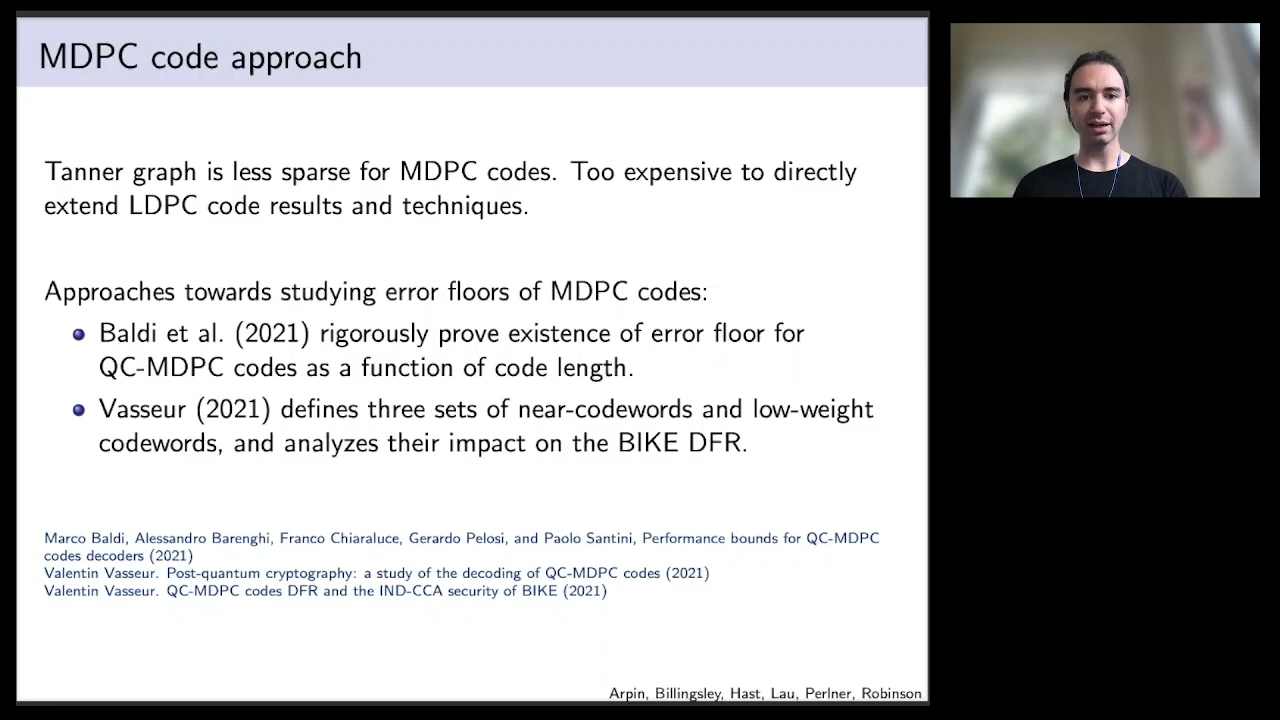 MDPC code approach
Tanner graph is less sparse for MDPC codes. Too expensive to directly
extend LDPC code results and techniques.
Approaches towards studying error floors of MDPC codes:
Baldi et al. (2021) rigorously prove existence of error floor for
QC-MDPC codes as a function of code length.
Vasseur (2021) defines three sets of near-codewords and low-weight
codewords, and analyzes their impact on the BIKE DFR.
Marco Baldi, Alessandro Barenghi, Franco Chiaraluce, Gerardo Pelosi, and Paolo Santini, Performance bounds for QC-MDPC
codes decoders (2021)
Valentin Vasseur. Post-quantum cryptography: a study of the decoding of QC-MDPC codes (2021)
Valentin Vasseur. QC-MDPC codes DFR and the IND-CCA security of BIKE (2021)
Arpin, Billingsley, Hast, Lau, Perlner, Robinson